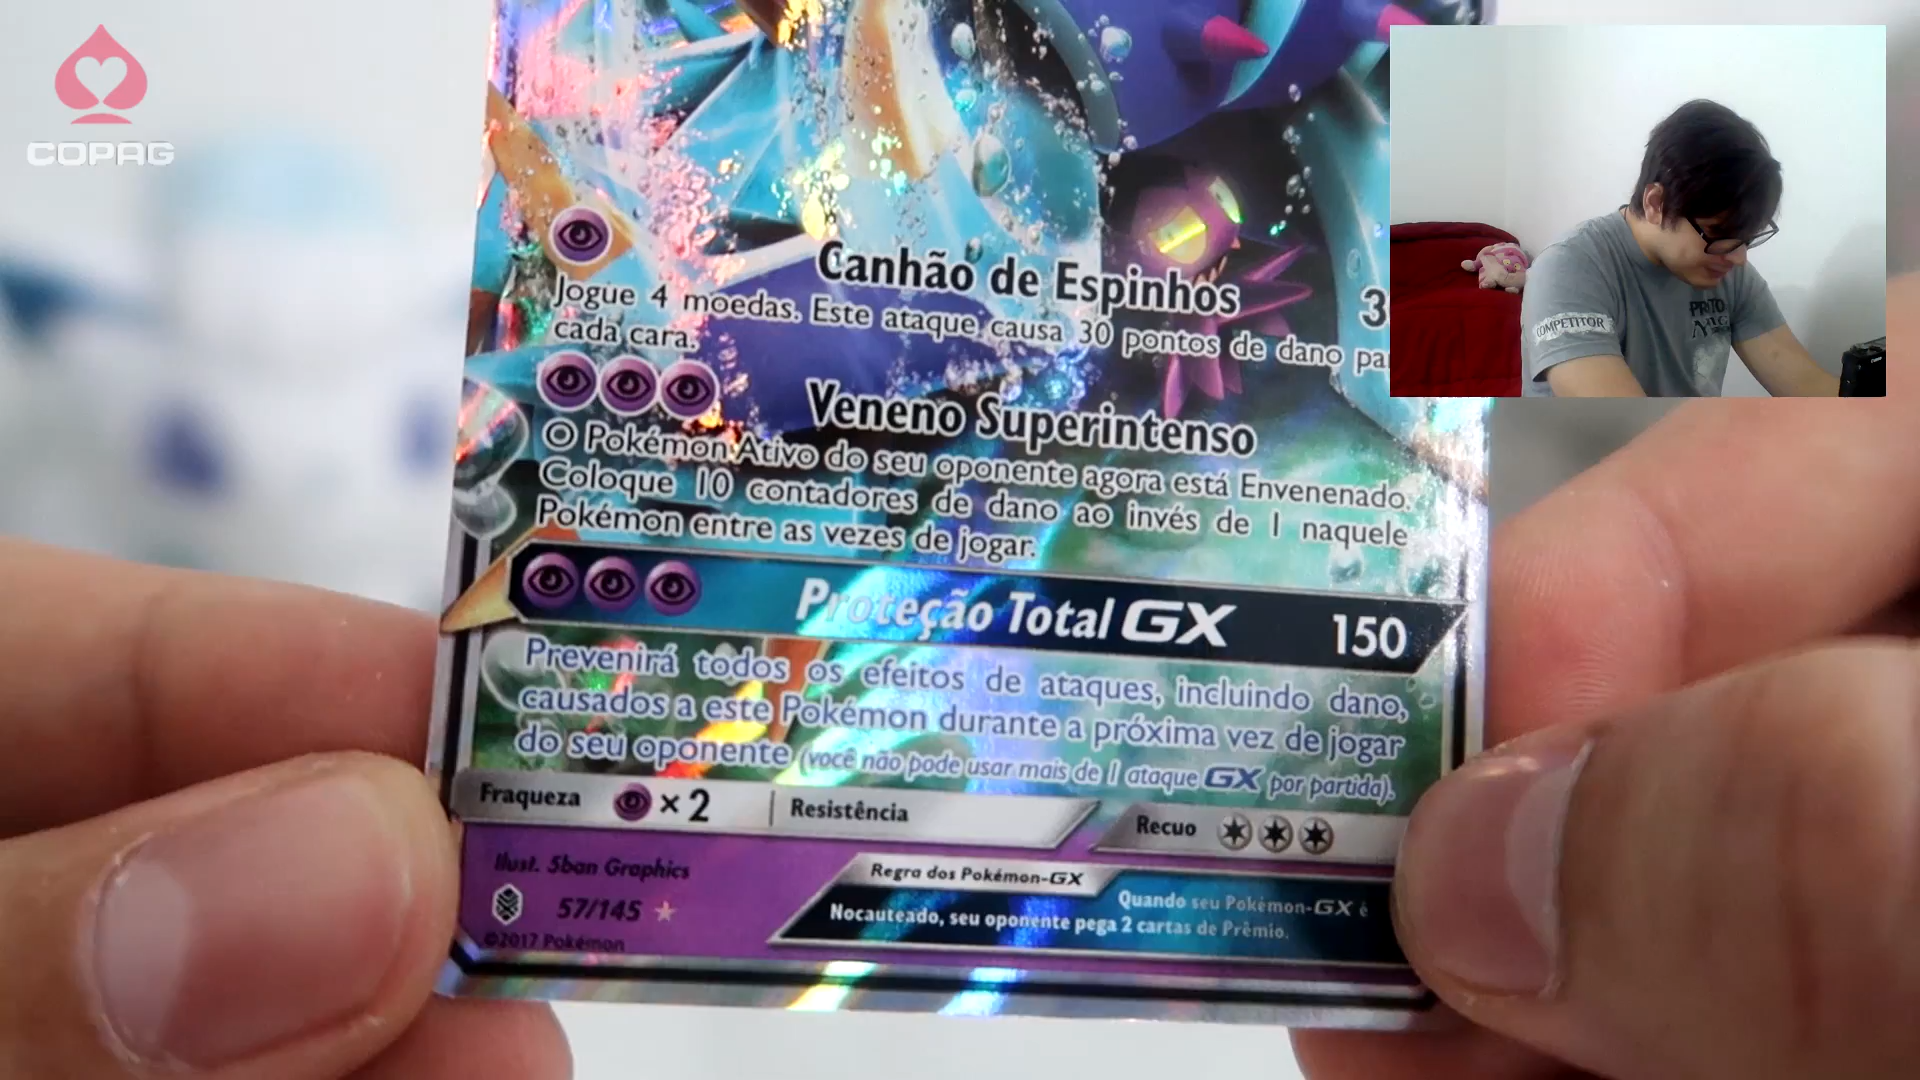 COPAG
Canhão de Espinhos 3
Jogue 4 moedas. Este ataque causa 30 pontos de dano
cada cara.
Veneno Superintenso
O Pokémon Ativo do seu oponente agora está Envenenado.
Coloque 10 contadores de dano ao invés de 1 naquele
Pokémon entre as vezes de jogar.
Proteção Total GX 150
Prevenirá todos os efeitos de ataques, incluindo dano,
causados a este Pokémon durante a próxima vez de jogar
do seu oponente (você não pode usar mais de 1 ataque GX por partida).
Fraqueza ×2 Resistência Recuo
Ilust. 5ban Graphics
57/145
©2017 Pokémon
Regra dos Pokémon-GX
Quando seu Pokémon-GX é
Nocauteado, seu oponente pega 2 cartas de Prêmio.
COMPETITOR